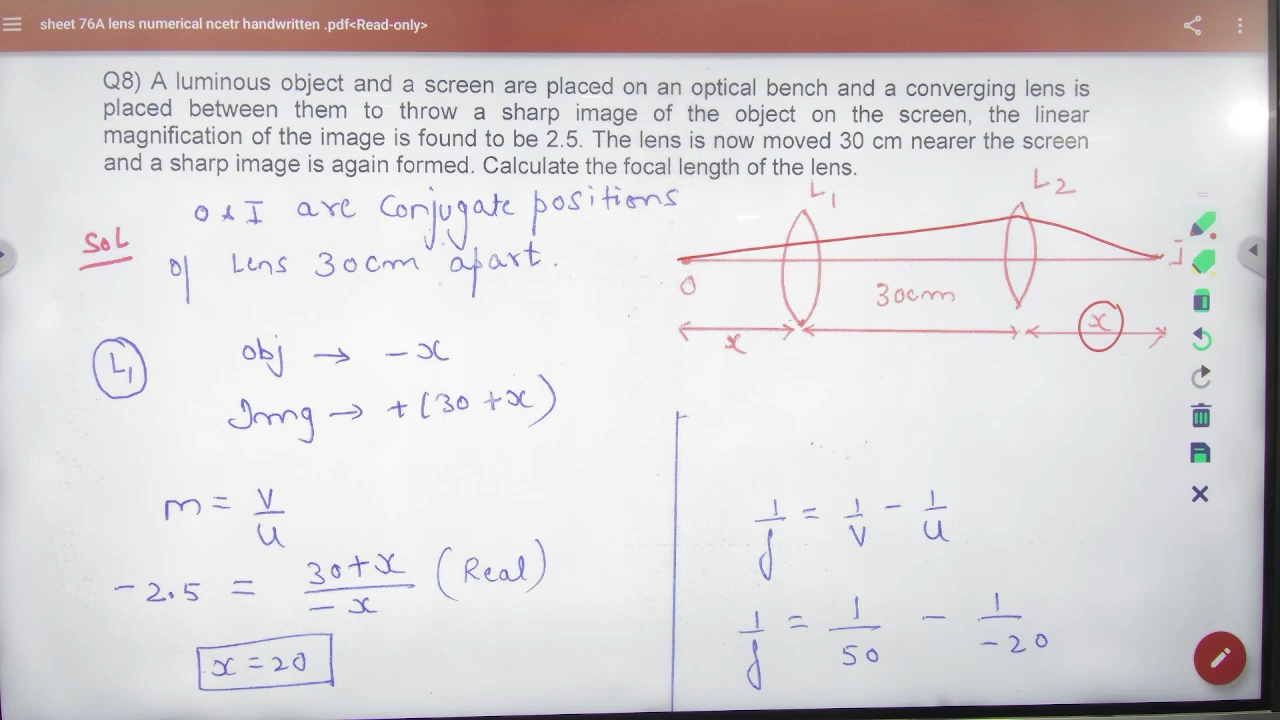 sheet 76A lens numerical ncetr handwritten .pdf<Read-only>
Q8) A luminous object and a screen are placed on an optical bench and a converging lens is
placed between them to throw a sharp image of the object on the screen, the linear
magnification of the image is found to be 2.5. The lens is now moved 30 cm nearer the screen
and a sharp image is again formed. Calculate the focal length of the lens.
Sol
O & I are Conjugate positions
of Lens 30cm apart.
L1 L2
O I
30cm
x x
L1
obj → -x
Img → +(30+x)
m = v/u
-2.5 = 30+x/-x (Real)
x = 20
1/f = 1/v - 1/u
1/f = 1/50 - 1/-20